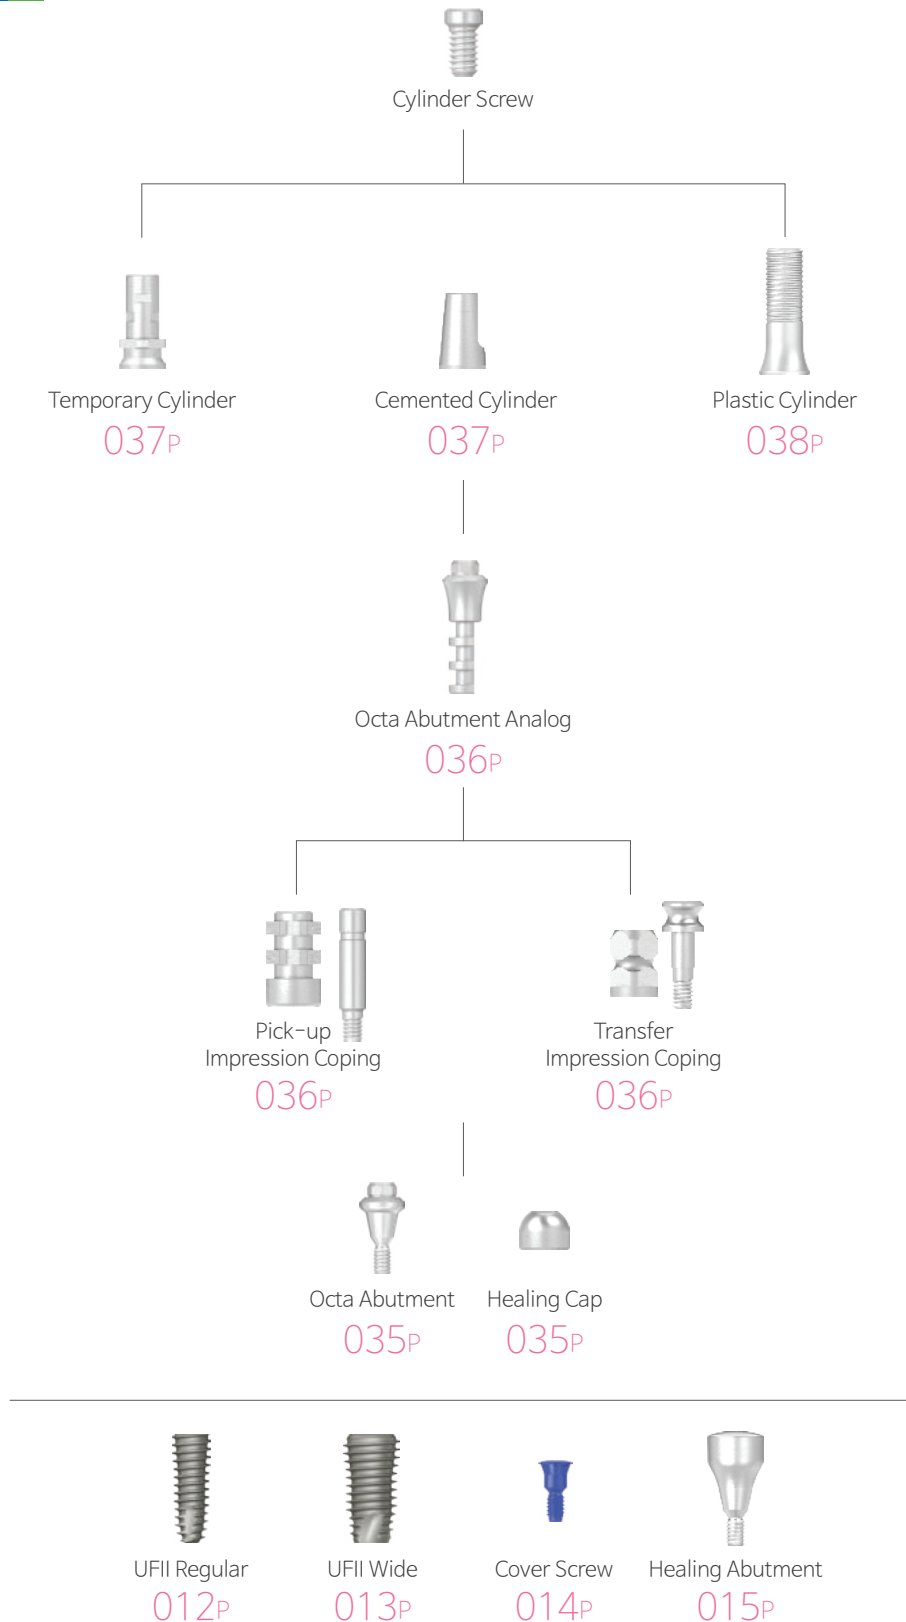 Cylinder Screw
Temporary Cylinder
037P
Cemented Cylinder
037P
Plastic Cylinder
038P
Octa Abutment Analog
036P
Pick-up
Impression Coping
036P
Transfer
Impression Coping
036P
Octa Abutment
035P
Healing Cap
035P
UFII Regular
012P
UFII Wide
013P
Cover Screw
014P
Healing Abutment
015P